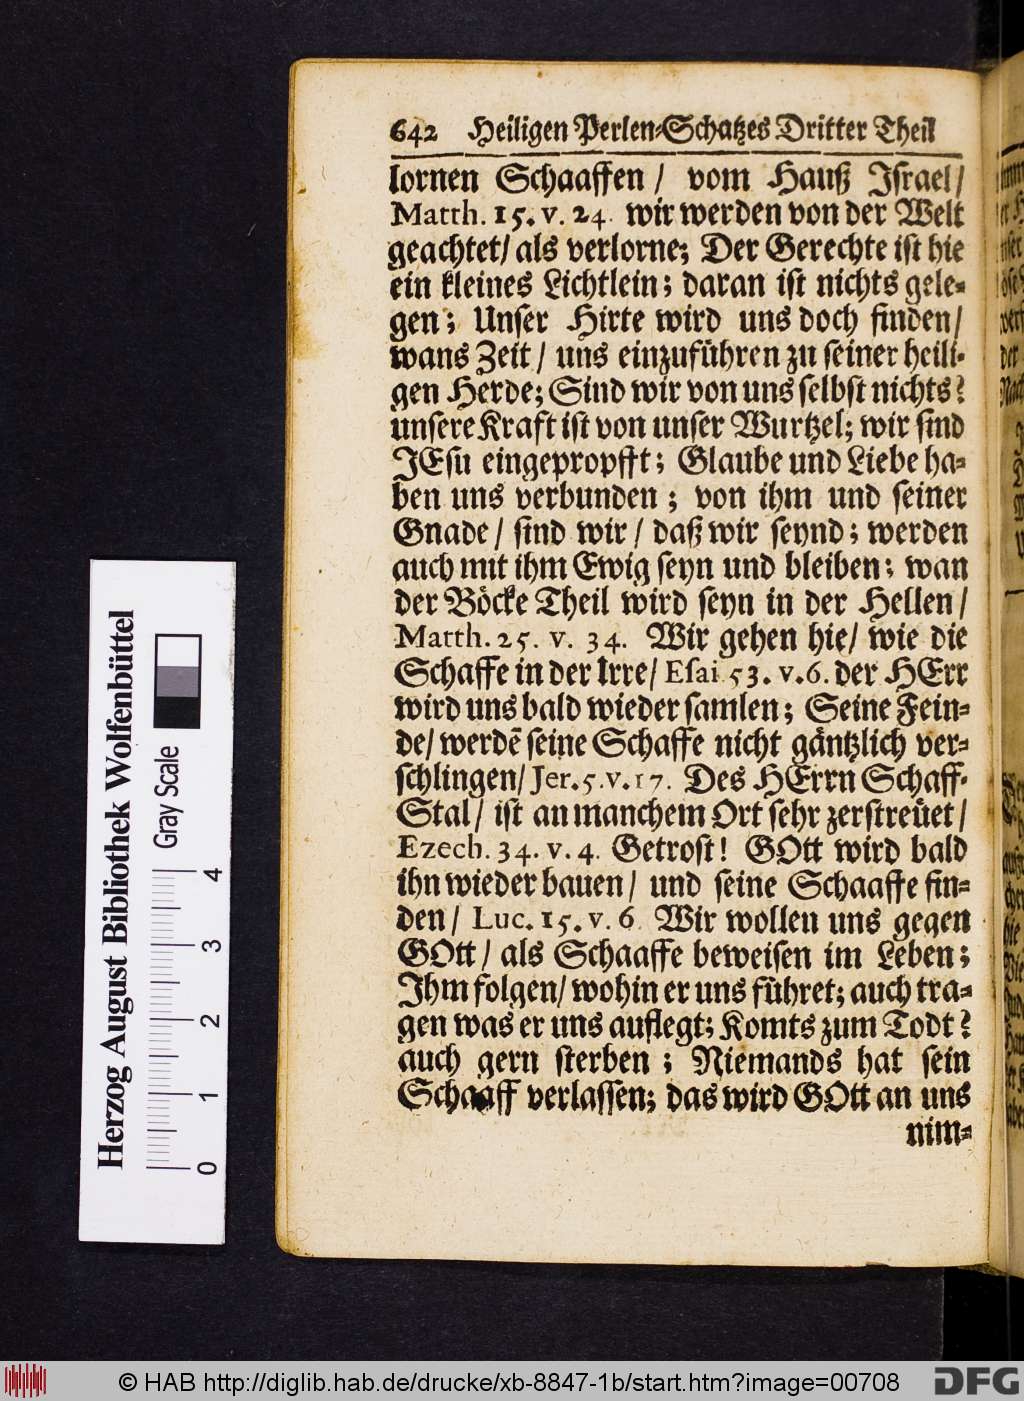 642 Heiligen Perlen-Schatzes Dritter Theil
lornen Schaaffen / vom Hauß Israel /
Matth. 15. v. 24. wir werden von der Welt
geachtet / als verlorne; Der Gerechte ist hie
ein kleines Lichtlein; daran ist nichts gele-
gen; Unser Hirte wird uns doch finden /
wans Zeit / uns einzuführen zu seiner heili-
gen Herde; Sind wir von uns selbst nichts?
unsere Kraft ist von unser Wurtzel; wir sind
JEsu eingepropfft; Glaube und Liebe ha-
ben uns verbunden; von ihm und seiner
Gnade / sind wir / daß wir seynd; werden
auch mit ihm Ewig seyn und bleiben; wan
der Böcke Theil wird seyn in der Hellen /
Matth. 25. v. 34. Wir gehen hie / wie die
Schaffe in der Irre / Esai 53. v. 6. der HErr
wird uns bald wieder samlen; Seine Fein-
de / werdē seine Schaffe nicht gäntzlich ver-
schlingen / Jer. 5. v. 17. Des HErrn Schaff-
Stal / ist an manchem Ort sehr zerstreüet /
Ezech. 34. v. 4. Getrost! GOtt wird bald
ihn wieder bauen / und seine Schaaffe fin-
den / Luc. 15. v. 6. Wir wollen uns gegen
GOtt / als Schaaffe beweisen im Leben;
Ihm folgen / wohin er uns führet; auch tra-
gen was er uns auflegt; Komts zum Todt?
auch gern sterben; Niemands hat sein
Schaaff verlassen; das wird GOtt an uns
nim-
Herzog August Bibliothek Wolfenbüttel
Gray Scale
0 1 2 3 4
© HAB http://diglib.hab.de/drucke/xb-8847-1b/start.htm?image=00708
DFG